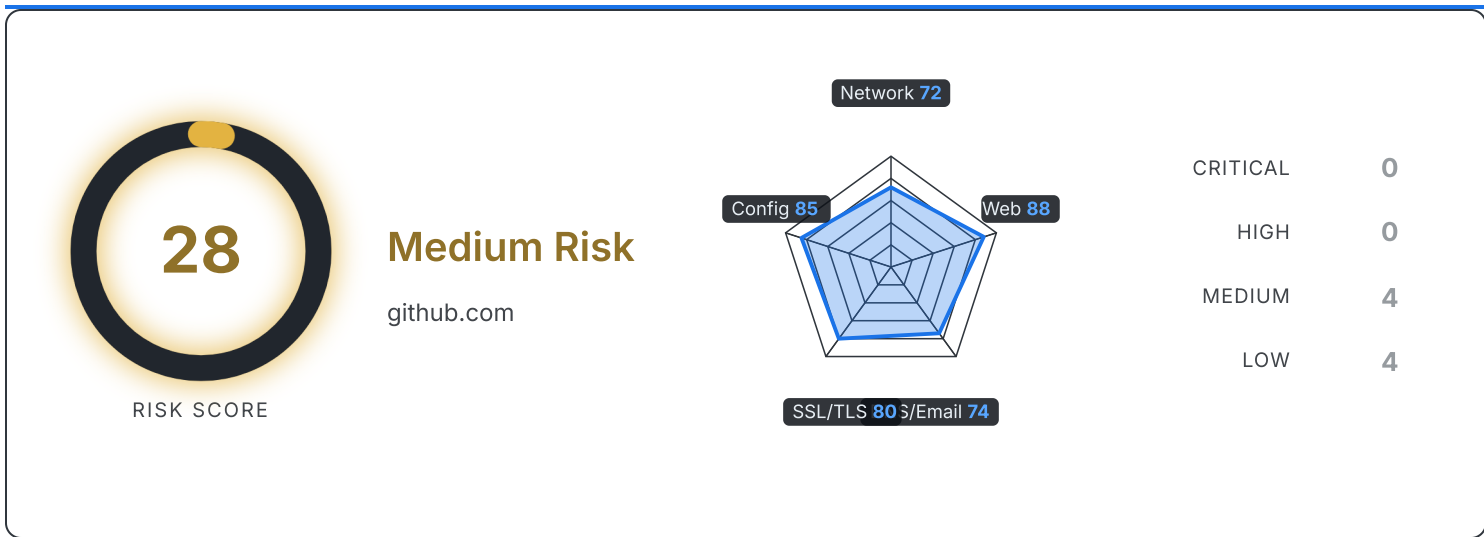 28
RISK SCORE
Medium Risk
github.com
Network 72
Config 85
Web 88
SSL/TLS 80
S/Email 74
CRITICAL 0
HIGH 0
MEDIUM 4
LOW 4